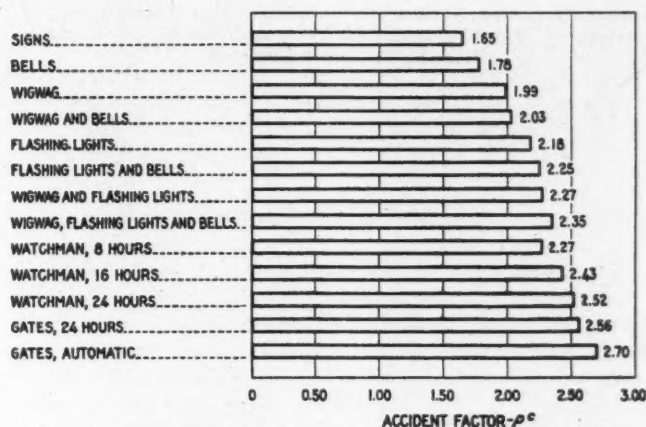 SIGNS 1.65
BELLS 1.78
WIGWAG 1.99
WIGWAG AND BELLS 2.03
FLASHING LIGHTS 2.18
FLASHING LIGHTS AND BELLS 2.25
WIGWAG AND FLASHING LIGHTS 2.27
WIGWAG, FLASHING LIGHTS AND BELLS 2.35
WATCHMAN, 8 HOURS 2.27
WATCHMAN, 16 HOURS 2.43
WATCHMAN, 24 HOURS 2.52
GATES, 24 HOURS 2.56
GATES, AUTOMATIC 2.70
0 0.50 1.00 1.50 2.00 2.50 3.00
ACCIDENT FACTOR-P^c